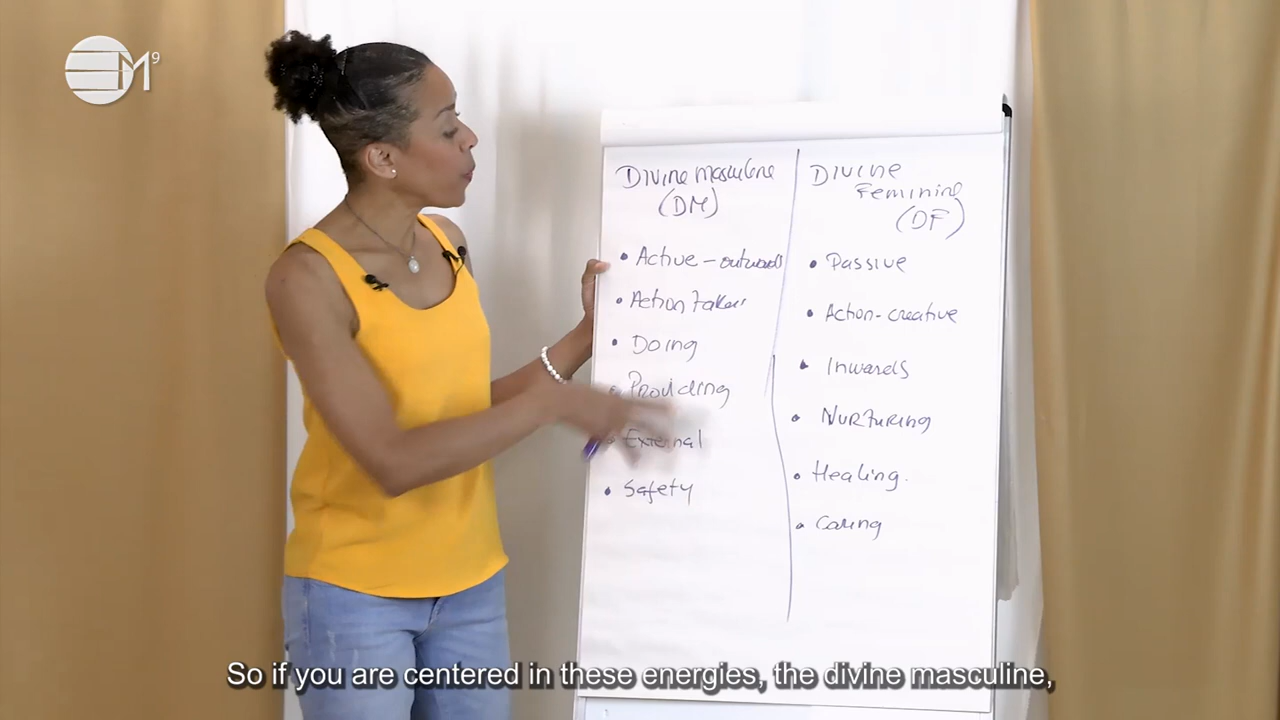 EM9
Divine masculine
(DM)
• Active – outwards
• Action taker
• Doing
• Providing
• External
• Safety
Divine
Feminine
(DF)
• Passive
• Action-creative
• Inwards
• Nurturing
• Healing.
• Caring
So if you are centered in these energies, the divine masculine,